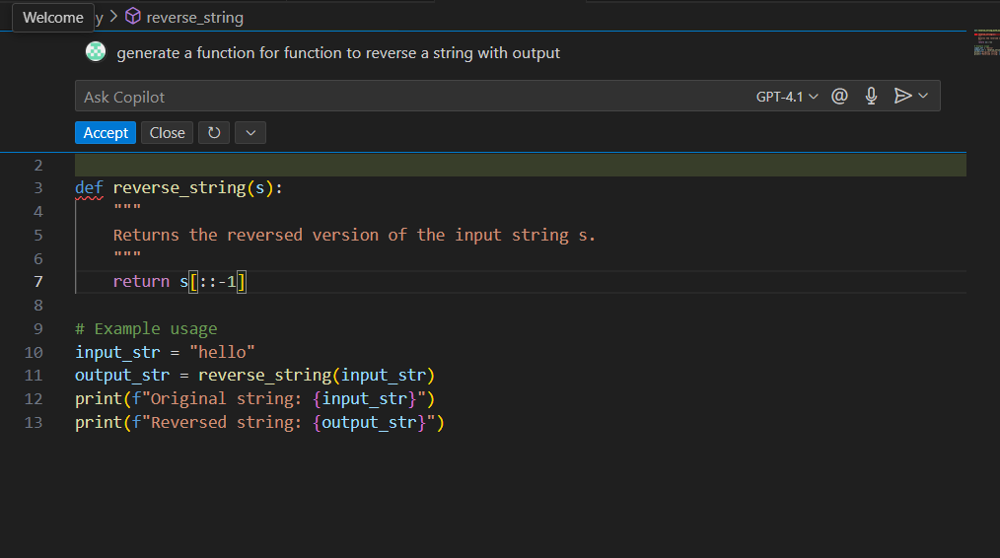 Welcome y > reverse_string
generate a function for function to reverse a string with output
Ask Copilot GPT-4.1 @
Accept Close
2
3 def reverse_string(s):
4     """
5     Returns the reversed version of the input string s.
6     """
7     return s[::-1]
8
9 # Example usage
10 input_str = "hello"
11 output_str = reverse_string(input_str)
12 print(f"Original string: {input_str}")
13 print(f"Reversed string: {output_str}")